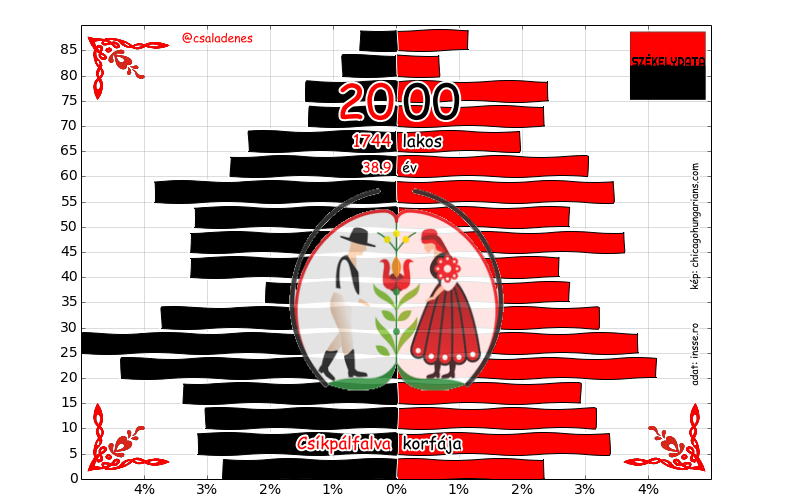 @csaladenes
SZÉKELYDATA
2000
1744 lakos
38.9 év
kép: chicagohungarians.com
adat: insse.ro
Csíkpálfalva korfája
85
80
75
70
65
60
55
50
45
40
35
30
25
20
15
10
5
0
4% 3% 2% 1% 0% 1% 2% 3% 4%